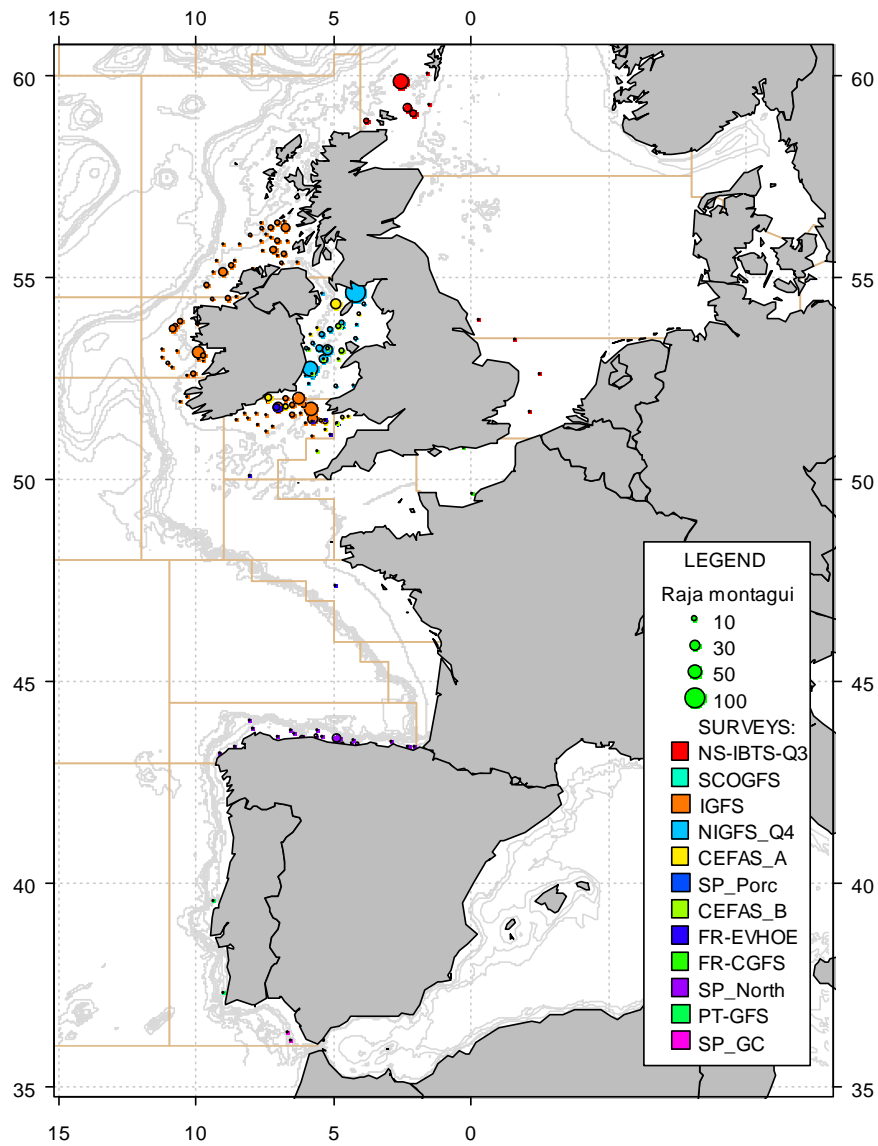 15 10 5 0
60 60
55 55
50 50
45 45
40 40
35 35
LEGEND
Raja montagui
10
30
50
100
SURVEYS:
NS-IBTS-Q3
SCOGFS
IGFS
NIGFS_Q4
CEFAS_A
SP_Porc
CEFAS_B
FR-EVHOE
FR-CGFS
SP_North
PT-GFS
SP_GC
15 10 5 0